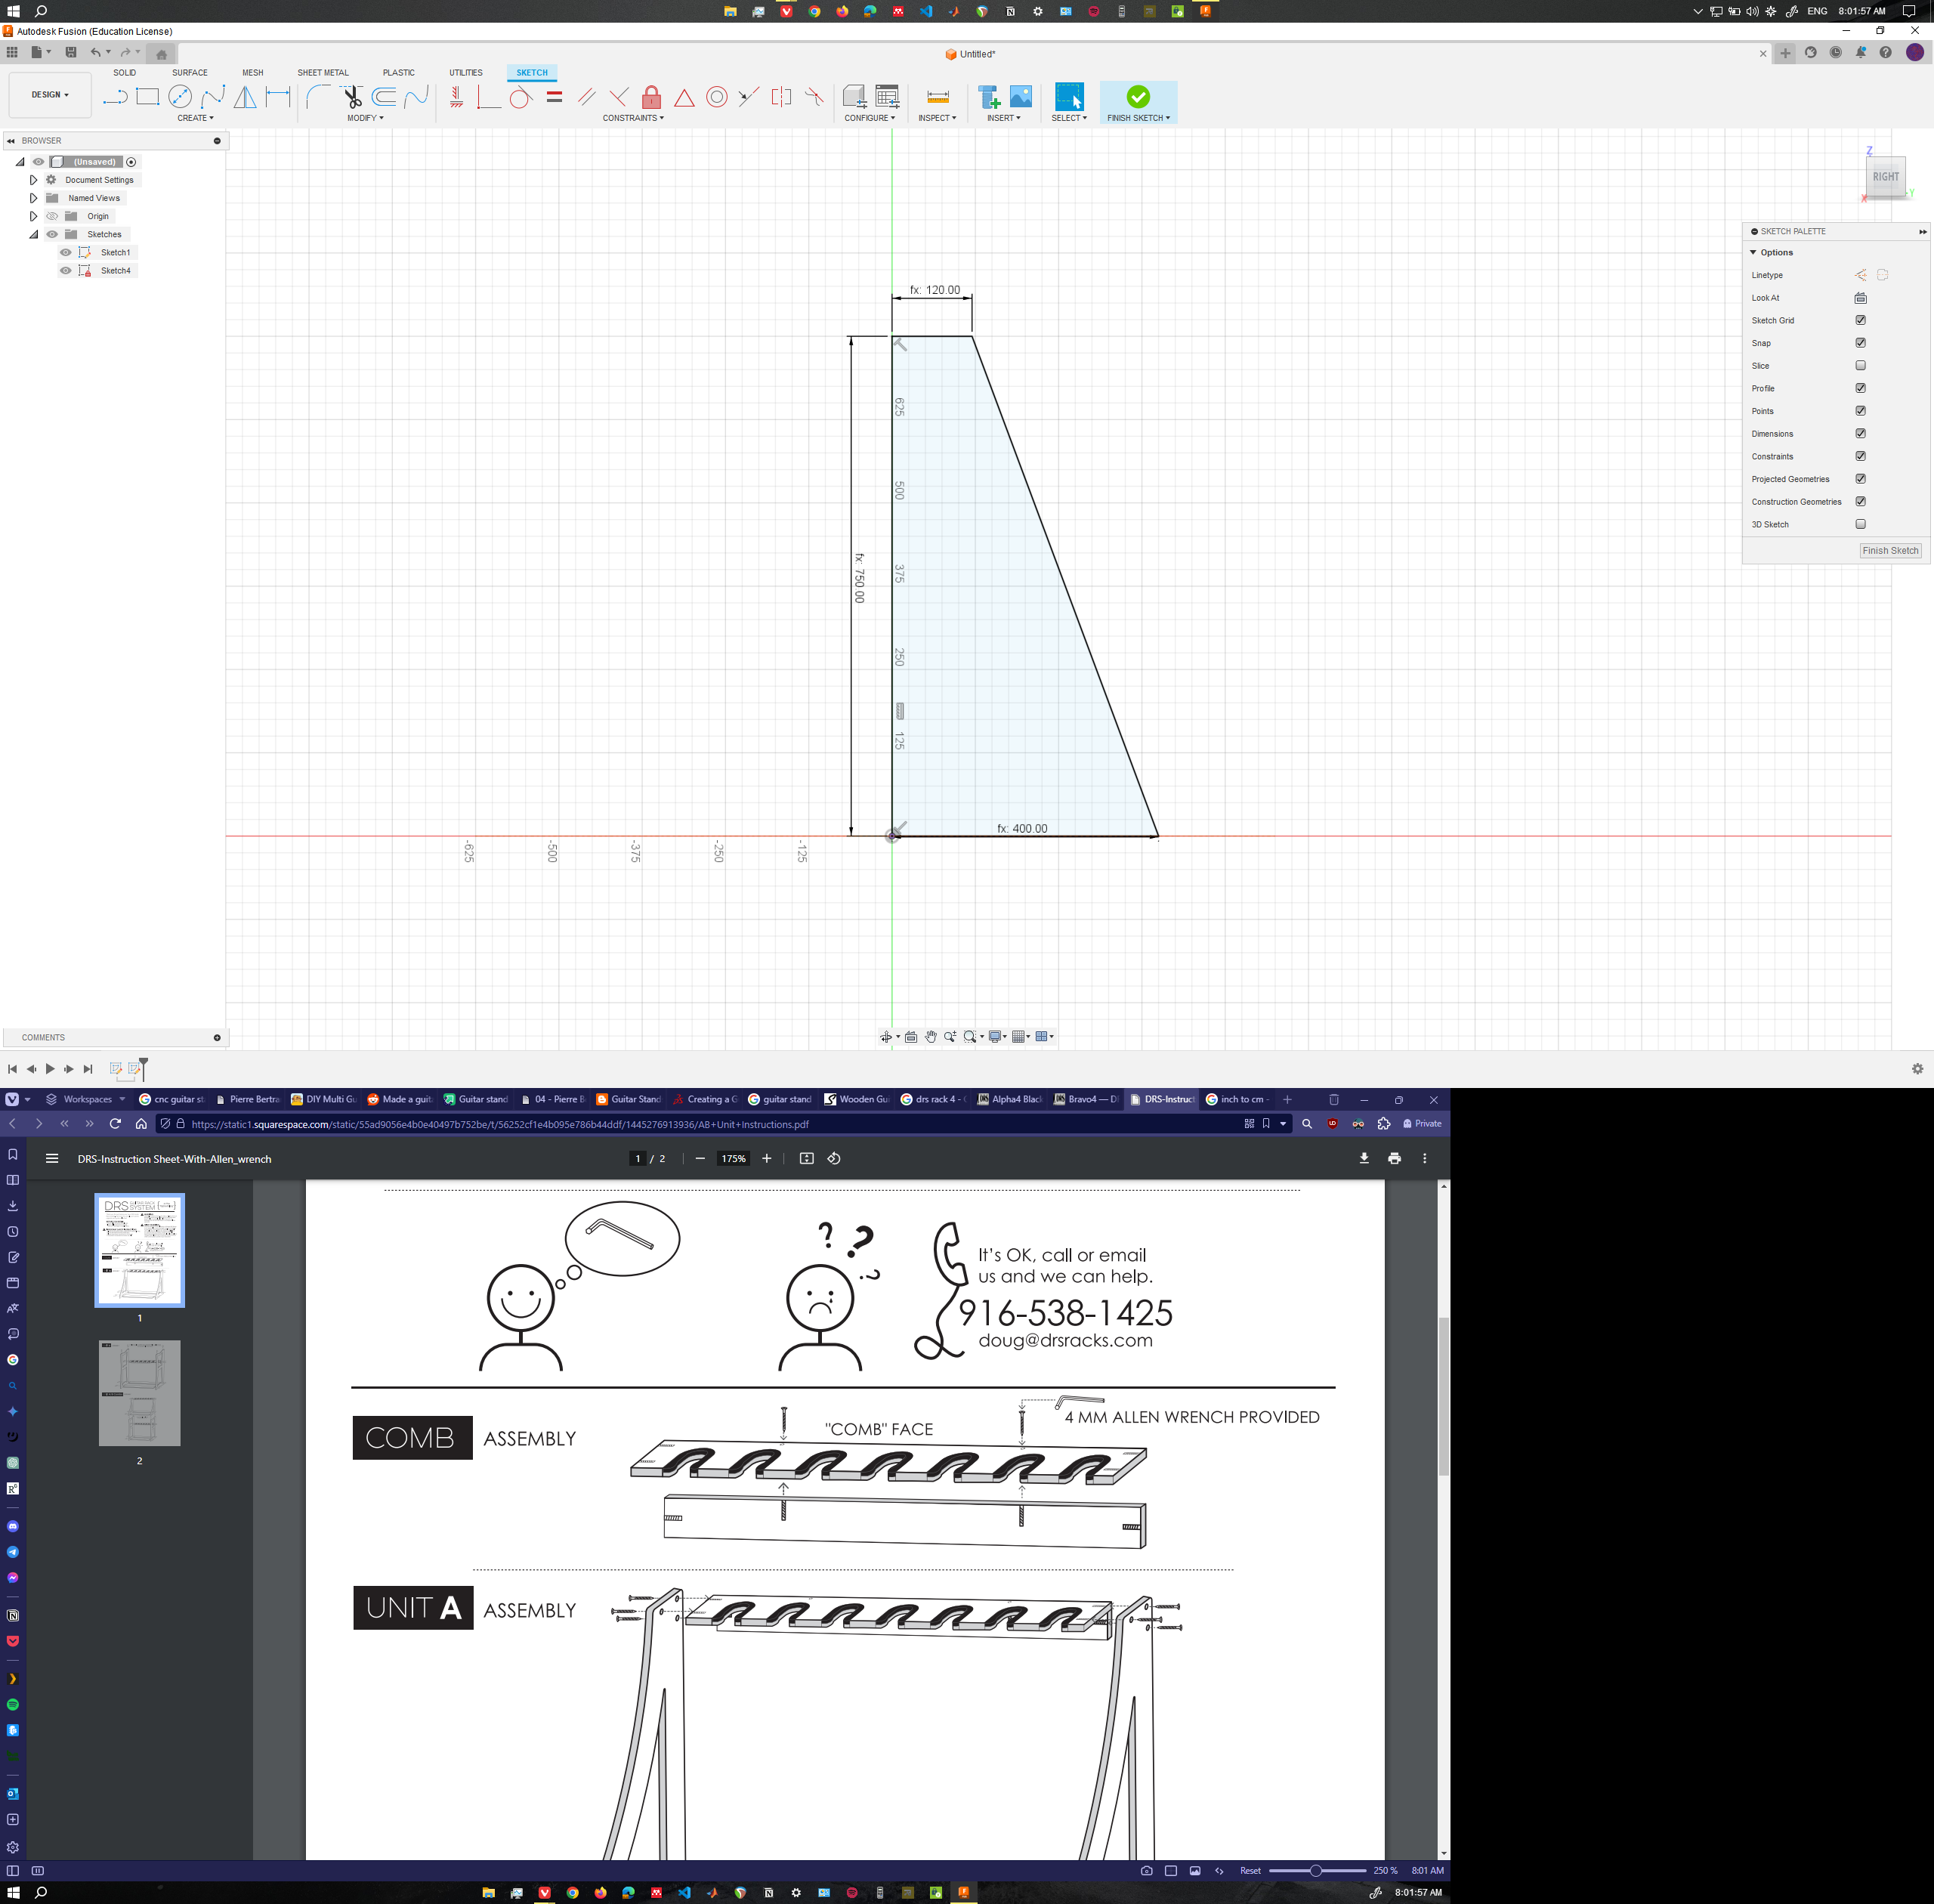 ENG 8:01:57 AM
Autodesk Fusion (Education License)
Untitled*
SOLID SURFACE MESH SHEET METAL PLASTIC UTILITIES SKETCH
DESIGN
CREATE MODIFY CONSTRAINTS CONFIGURE INSPECT INSERT SELECT FINISH SKETCH
BROWSER
(Unsaved)
Document Settings
Named Views
Origin
Sketches
Sketch1
Sketch4
Z
RIGHT
Y
X
SKETCH PALETTE
Options
Linetype
Look At
Sketch Grid
Snap
Slice
Profile
Points
Dimensions
Constraints
Projected Geometries
Construction Geometries
3D Sketch
Finish Sketch
fx: 120.00
625
500
fx: 750.00
375
250
125
fx: 400.00
-625 -500 -375 -250 -125
COMMENTS
Workspaces cnc guitar st Pierre Bertra DIY Multi Gu Made a guit Guitar stand 04 - Pierre B Guitar Stand Creating a G guitar stand Wooden Gui drs rack 4 - Alpha4 Blac Bravo4 — D DRS-Instruct inch to cm -
https://static1.squarespace.com/static/55ad9056e4b0e40497b752be/t/56252cf1e4b095e786b44ddf/1445276913936/AB+Unit+Instructions.pdf
Private
DRS-Instruction Sheet-With-Allen_wrench
1 / 2 175%
DRS SYSTEM
1
2
? ? ?
It's OK, call or email
us and we can help.
916-538-1425
doug@drsracks.com
COMB ASSEMBLY
"COMB" FACE
4 MM ALLEN WRENCH PROVIDED
UNIT A ASSEMBLY
Reset 250 % 8:01 AM
8:01:57 AM